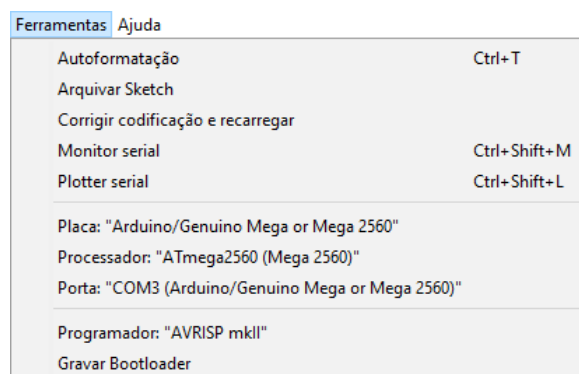 Ferramentas Ajuda
Autoformatação Ctrl+T
Arquivar Sketch
Corrigir codificação e recarregar
Monitor serial Ctrl+Shift+M
Plotter serial Ctrl+Shift+L
Placa: "Arduino/Genuino Mega or Mega 2560"
Processador: "ATmega2560 (Mega 2560)"
Porta: "COM3 (Arduino/Genuino Mega or Mega 2560)"
Programador: "AVRISP mkII"
Gravar Bootloader